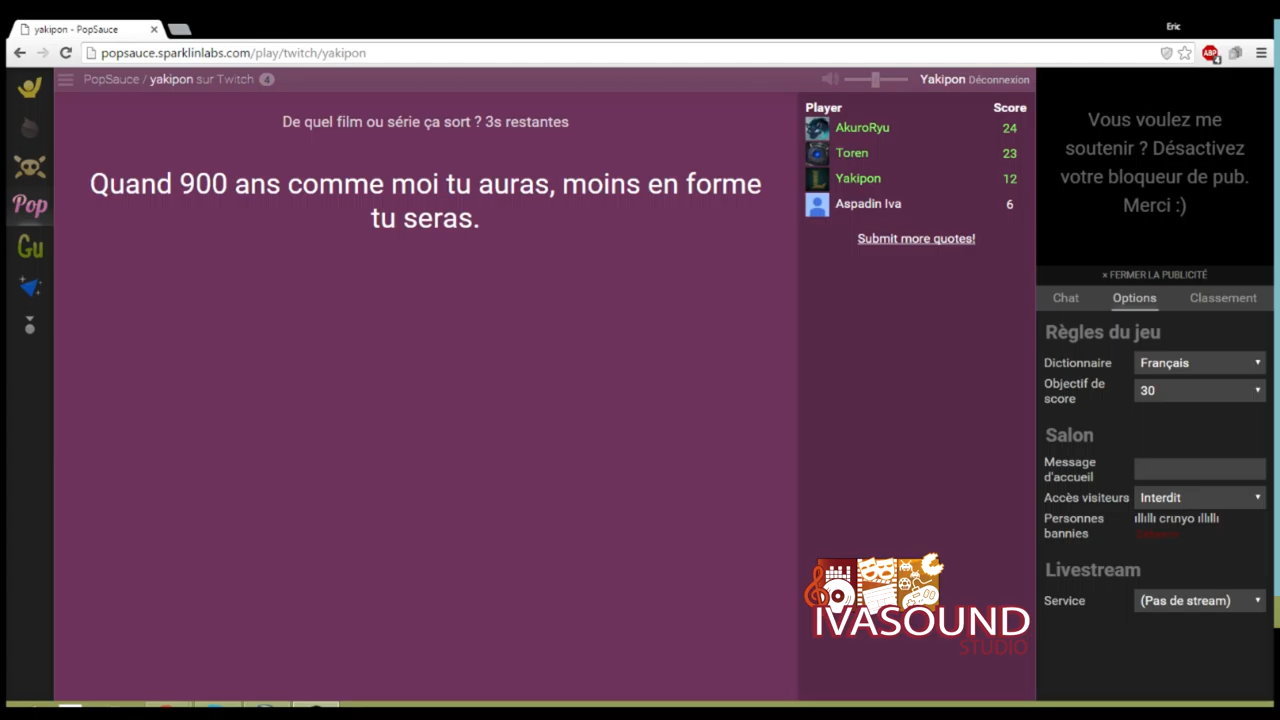 Eric
yakipon - PopSauce
popsauce.sparklinlabs.com/play/twitch/yakipon
PopSauce / yakipon sur Twitch 4
Yakipon Déconnexion
Pop
Gu
De quel film ou série ça sort ? 3s restantes
Quand 900 ans comme moi tu auras, moins en forme
tu seras.
Player Score
AkuroRyu 24
Toren 23
Yakipon 12
Aspadin Iva 6
Submit more quotes!
IVASOUND
STUDIO
Vous voulez me
soutenir ? Désactivez
votre bloqueur de pub.
Merci :)
× FERMER LA PUBLICITÉ
Chat Options Classement
Règles du jeu
Dictionnaire Français
Objectif de
score 30
Salon
Message
d'accueil
Accès visiteurs Interdit
Personnes
bannies
Livestream
Service (Pas de stream)